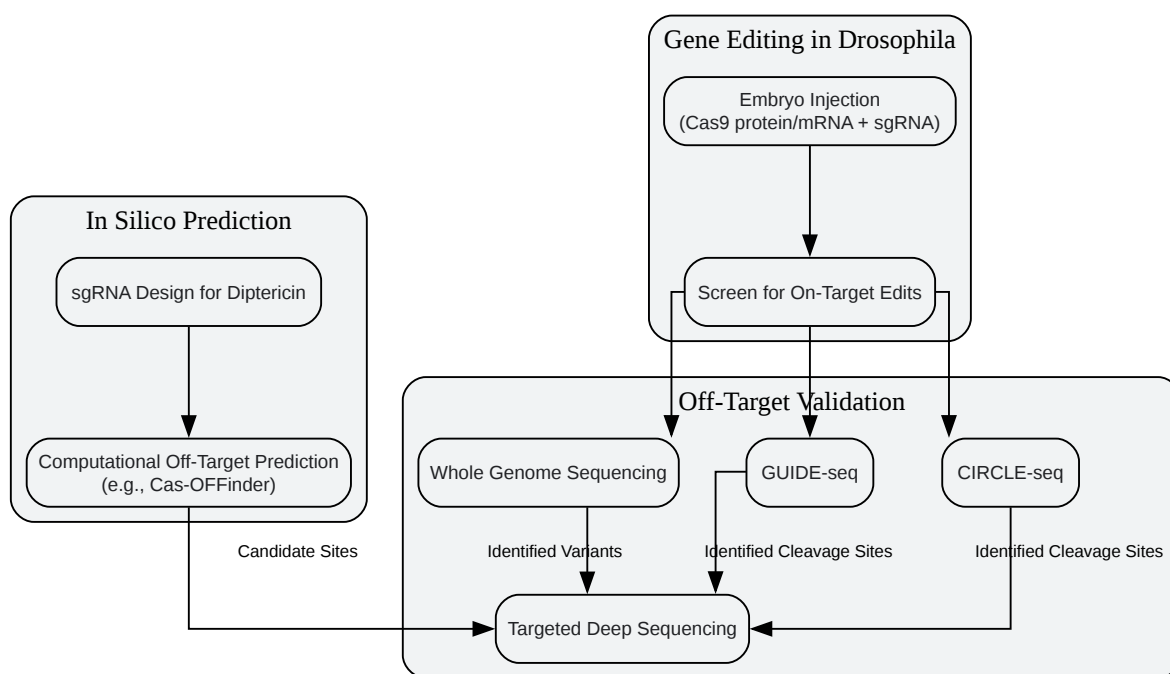 Gene Editing in Drosophila
Embryo Injection
(Cas9 protein/mRNA + sgRNA)
Screen for On-Target Edits
In Silico Prediction
sgRNA Design for Diptericin
Computational Off-Target Prediction
(e.g., Cas-OFFinder)
Off-Target Validation
Whole Genome Sequencing
GUIDE-seq
CIRCLE-seq
Candidate Sites
Identified Variants
Identified Cleavage Sites
Identified Cleavage Sites
Targeted Deep Sequencing